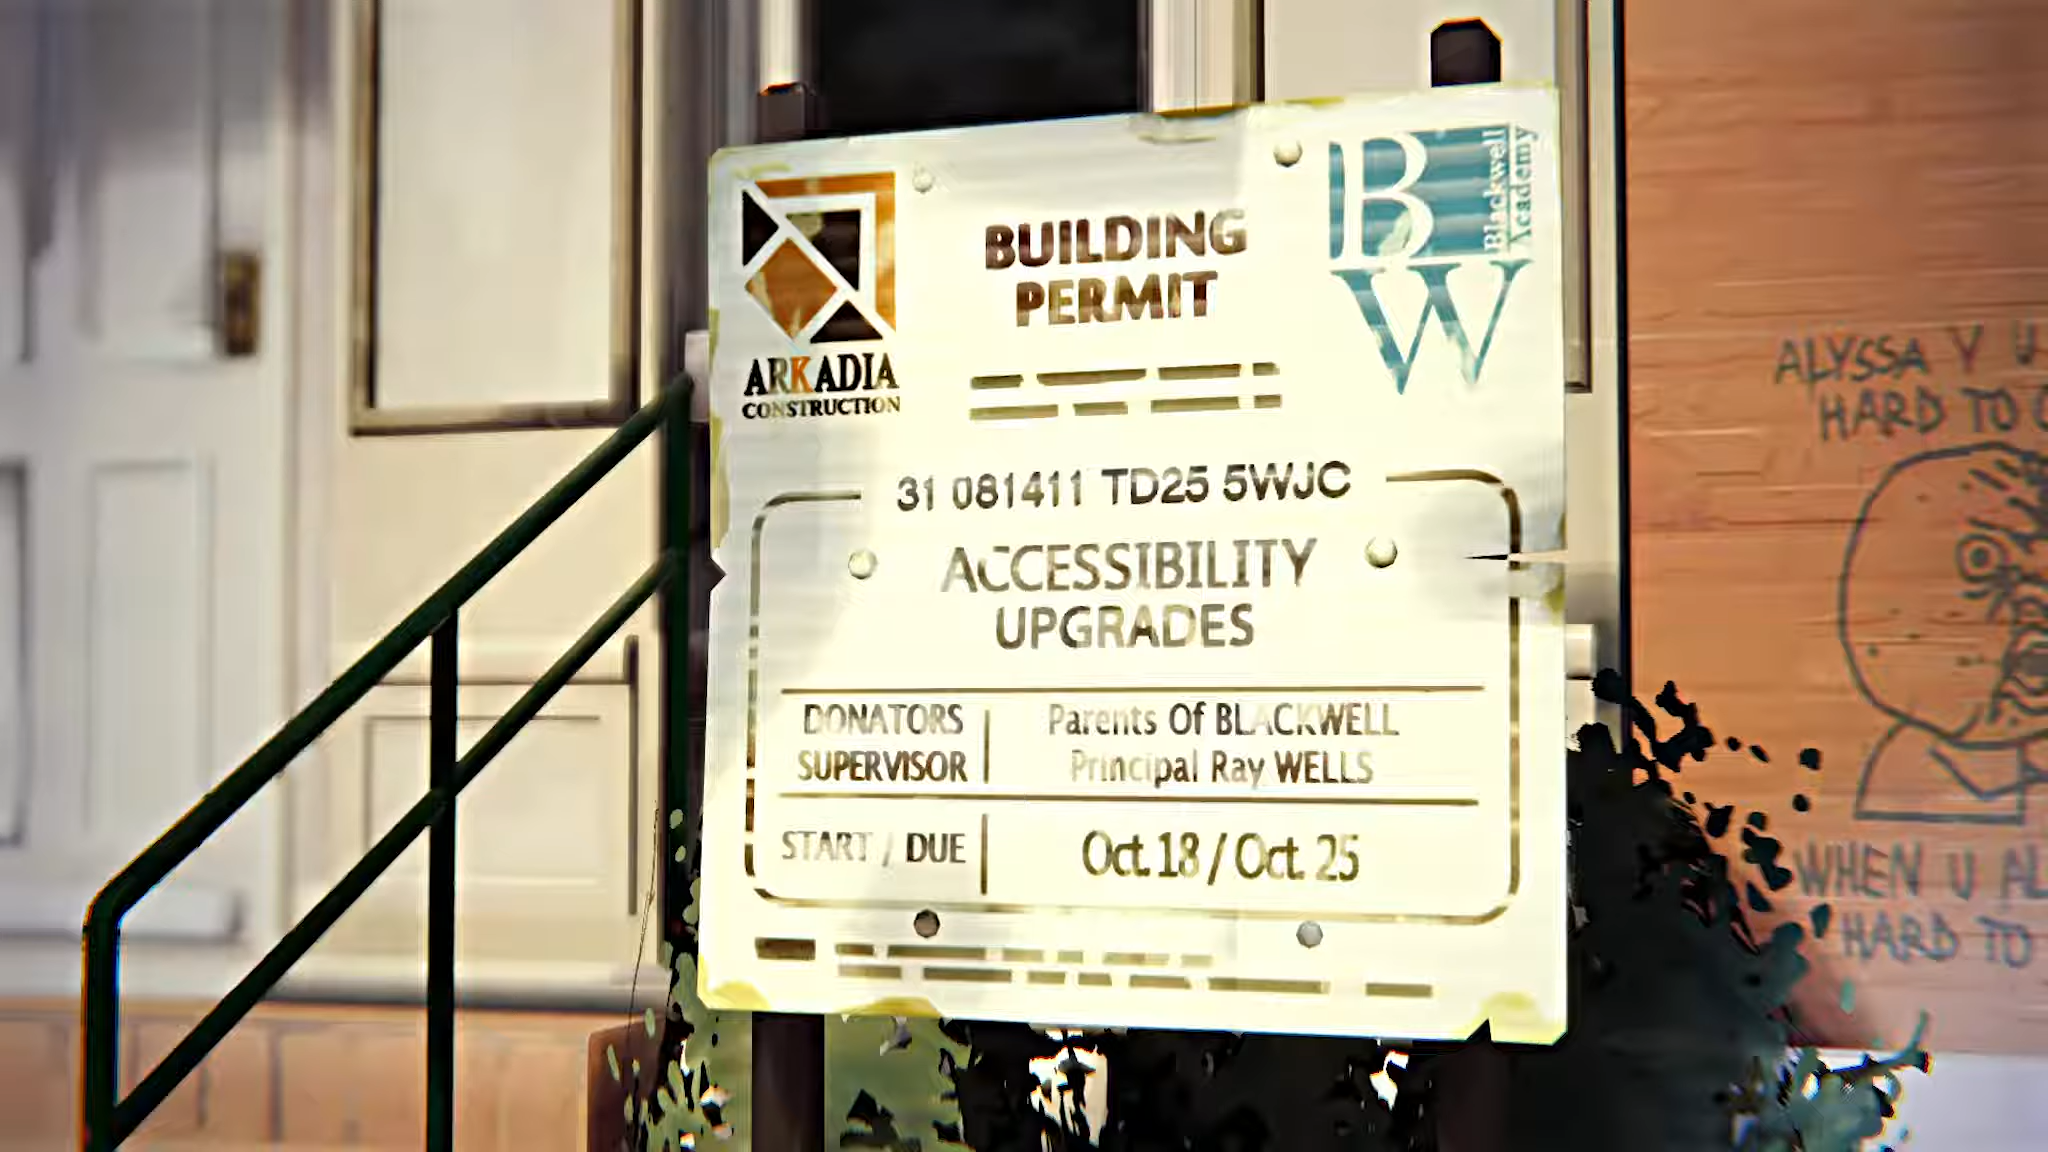 BUILDING
PERMIT
ARKADIA
CONSTRUCTION
B
W
Blackwell
Academy
31 081411 TD25 5WJC
ACCESSIBILITY
UPGRADES
DONATORS Parents Of BLACKWELL
SUPERVISOR Principal Ray WELLS
START / DUE Oct. 18 / Oct. 25
ALYSSA Y U
HARD TO
WHEN U
HARD TO